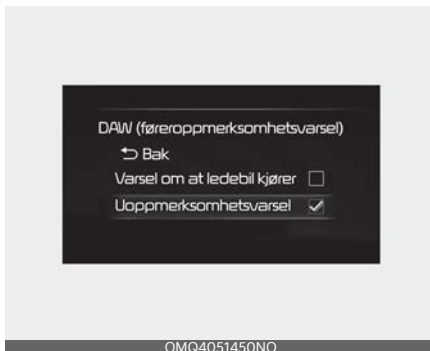 DAW (føreroppmerksomhetsvarsel)
Bak
Varsel om at ledebil kjører
Uoppmerksomhetsvarsel
OMQ4051450NO